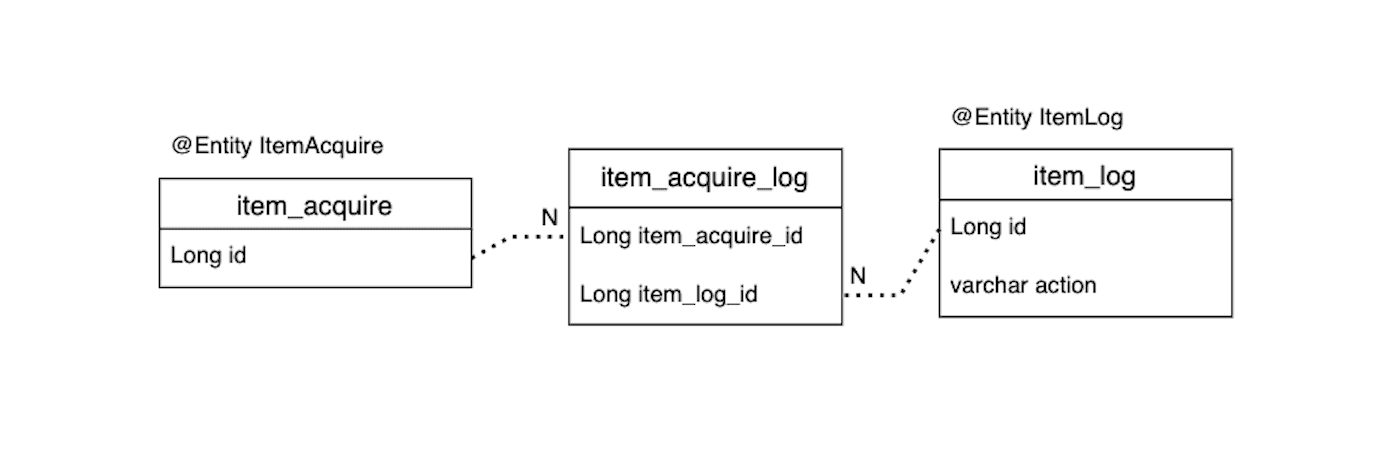 @Entity ItemAcquire
item_acquire
Long id
N
item_acquire_log
Long item_acquire_id
Long item_log_id
N
@Entity ItemLog
item_log
Long id
varchar action